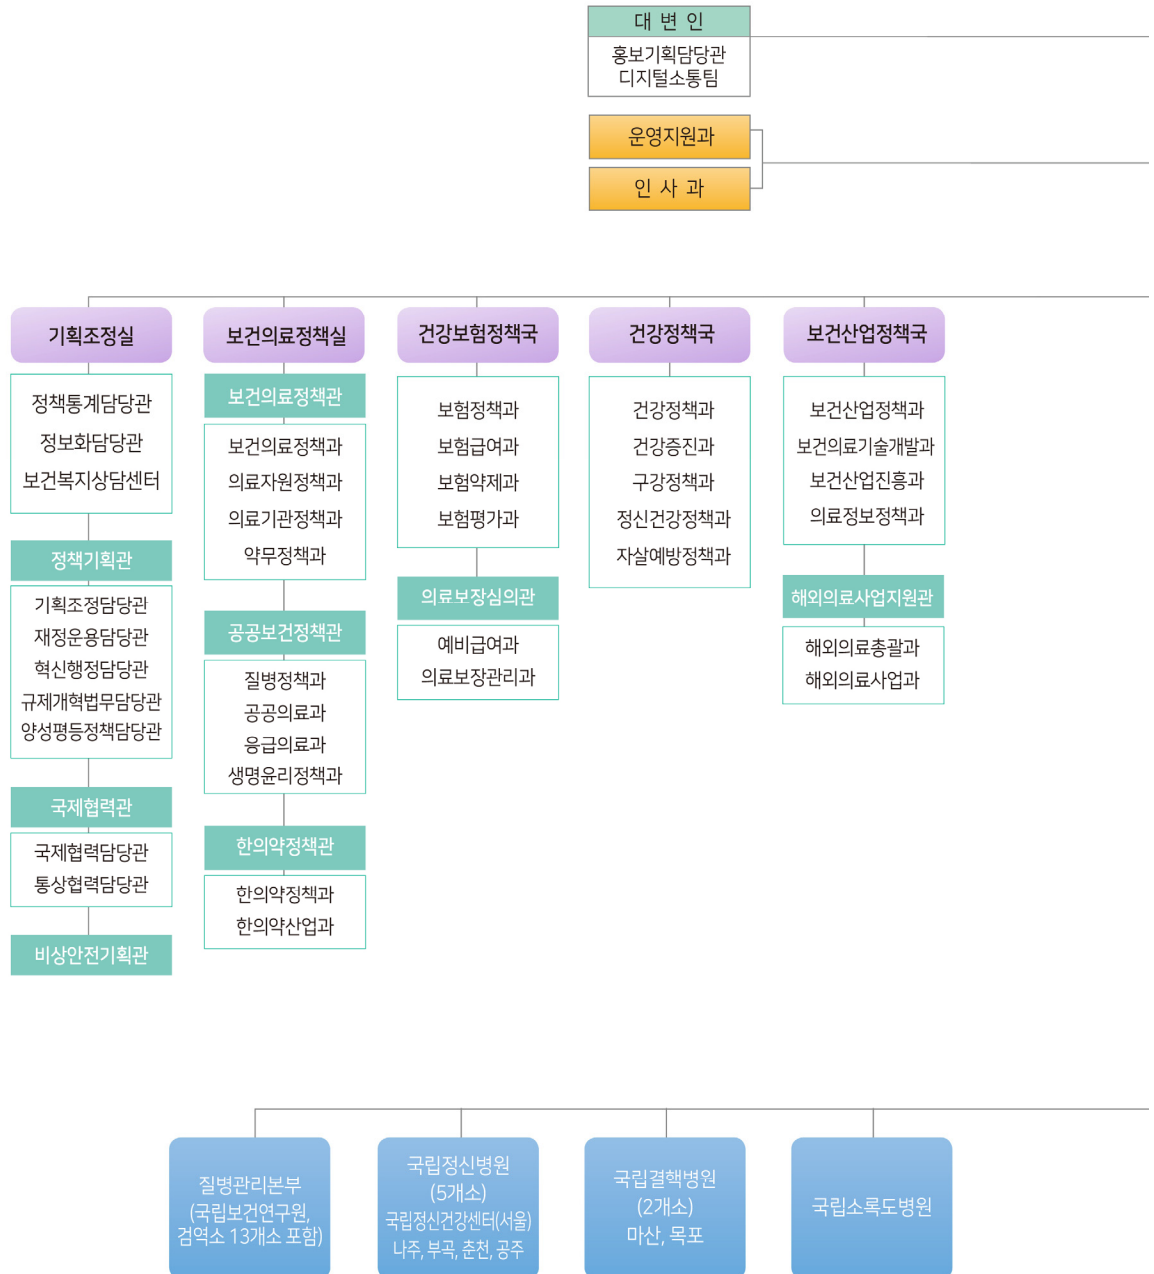 대 변 인
홍보기획담당관
디지털소통팀
운영지원과
인 사 과
기획조정실
정책통계담당관
정보화담당관
보건복지상담센터
정책기획관
기획조정담당관
재정운용담당관
혁신행정담당관
규제개혁법무담당관
양성평등정책담당관
국제협력관
국제협력담당관
통상협력담당관
비상안전기획관
보건의료정책실
보건의료정책관
보건의료정책과
의료자원정책과
의료기관정책과
약무정책과
공공보건정책관
질병정책과
공공의료과
응급의료과
생명윤리정책과
한의약정책관
한의약정책과
한의약산업과
건강보험정책국
보험정책과
보험급여과
보험약제과
보험평가과
의료보장심의관
예비급여과
의료보장관리과
건강정책국
건강정책과
건강증진과
구강정책과
정신건강정책과
자살예방정책과
보건산업정책국
보건산업정책과
보건의료기술개발과
보건산업진흥과
의료정보정책과
해외의료사업지원관
해외의료총괄과
해외의료사업과
질병관리본부
(국립보건연구원,
검역소 13개소 포함)
국립정신병원
(5개소)
국립정신건강센터(서울)
나주, 부곡, 춘천, 공주
국립결핵병원
(2개소)
마산, 목포
국립소록도병원